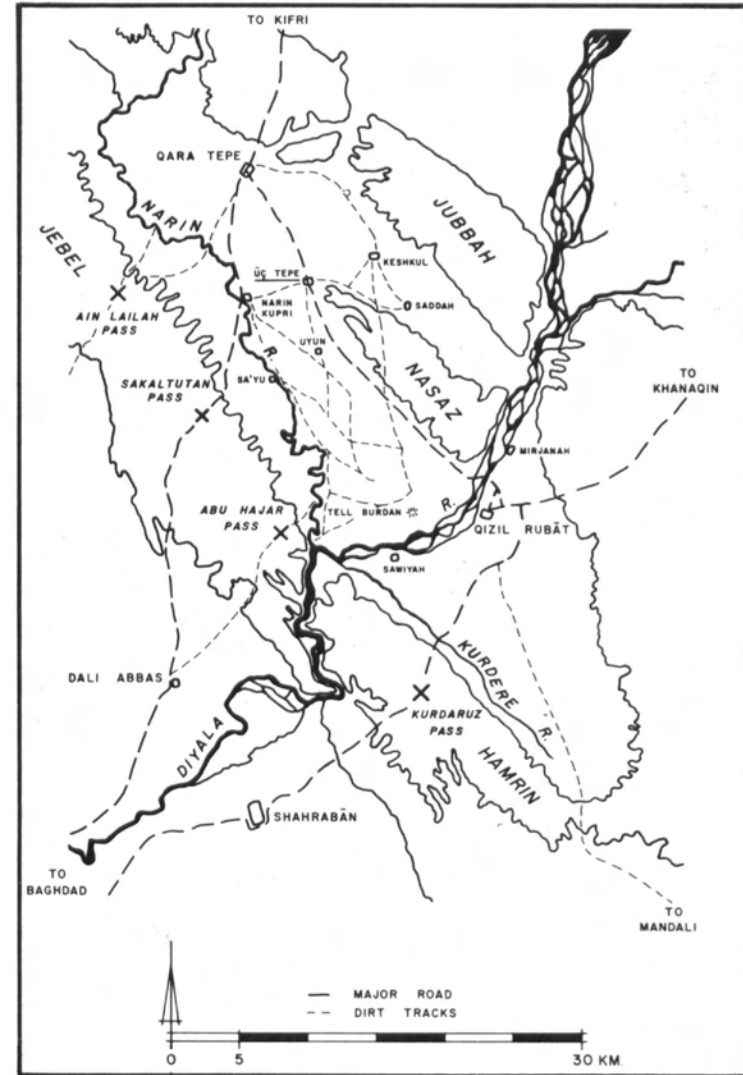 TO KIFRI
QARA TEPE
NARIN
JUBBAH
JEBEL
KESHKUL
ÜÇ TEPE
SADDAH
NARIN
KUPRI
AIN LAILAH
PASS
UYUN
R.
NASAZ
TO
KHANAQIN
SA'YU
SAKALTUTAN
PASS
MIRJANAH
R.
ABU HAJAR
PASS
TELL BURDAN
QIZIL RUBĀT
SAWIYAH
KURDERE R.
DALI ABBAS
KURDARUZ
PASS
DIYALA
HAMRIN
SHAHRABĀN
TO
BAGHDAD
TO
MANDALI
MAJOR ROAD
DIRT TRACKS
0 5 30 KM.